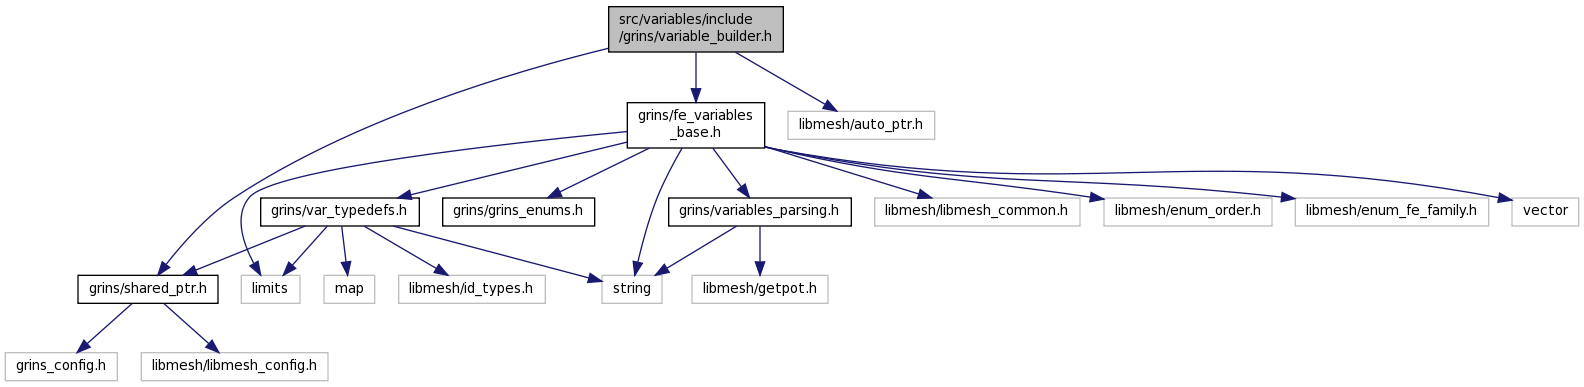 src/variables/include
/grins/variable_builder.h
grins/fe_variables
_base.h
libmesh/auto_ptr.h
grins/var_typedefs.h
grins/grins_enums.h
grins/variables_parsing.h
libmesh/libmesh_common.h
libmesh/enum_order.h
libmesh/enum_fe_family.h
vector
grins/shared_ptr.h
limits
map
libmesh/id_types.h
string
libmesh/getpot.h
grins_config.h
libmesh/libmesh_config.h